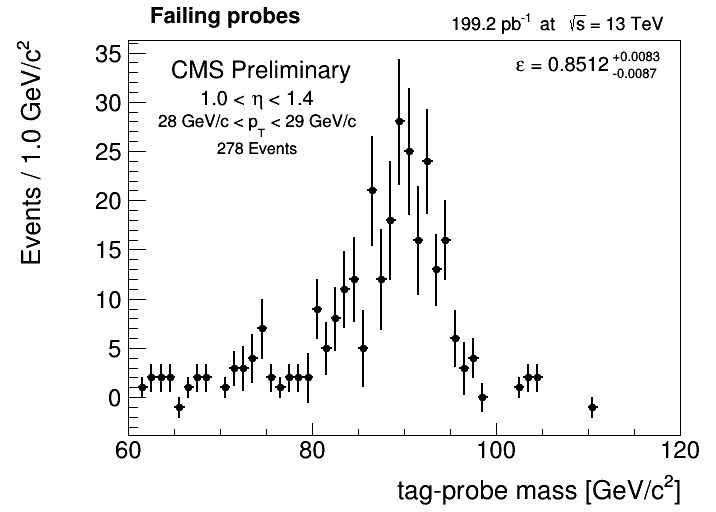 Failing probes
199.2 pb⁻¹ at √s = 13 TeV
CMS Preliminary
1.0 < η < 1.4
28 GeV/c < p_T < 29 GeV/c
278 Events
ε = 0.8512 +0.0083 -0.0087
Events / 1.0 GeV/c²
35
30
25
20
15
10
5
0
60 80 100 120
tag-probe mass [GeV/c²]